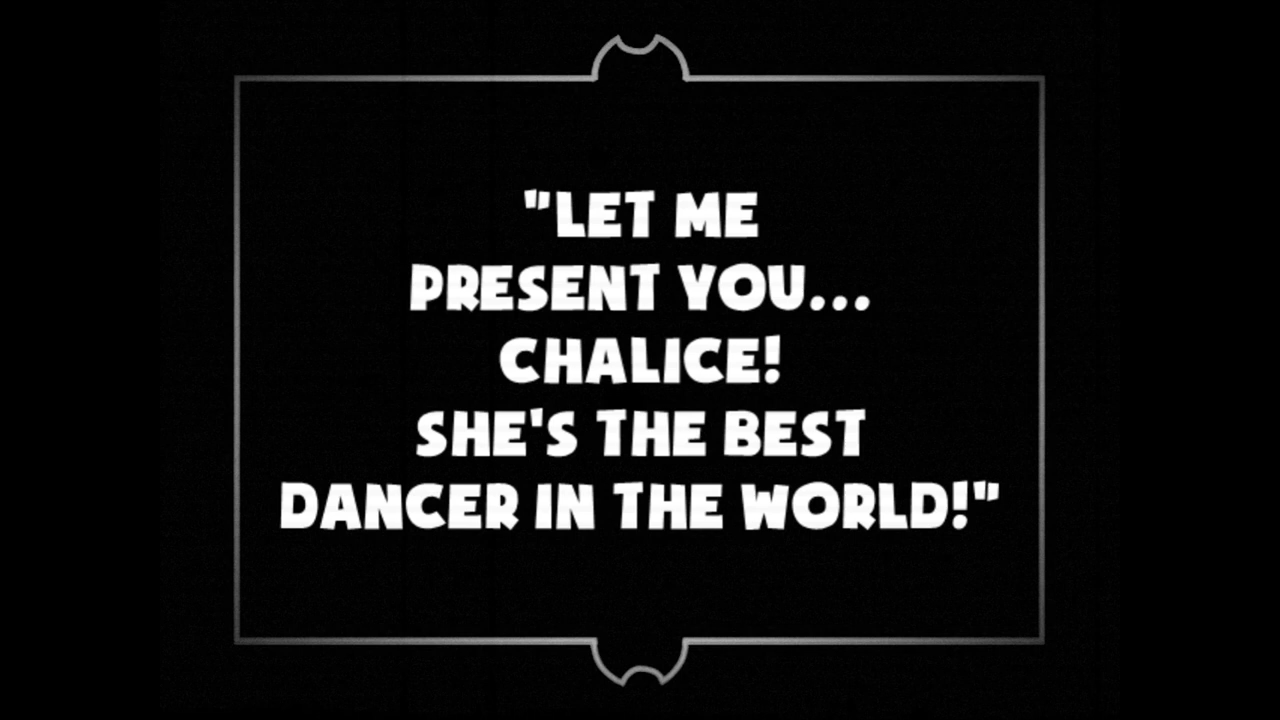 "LET ME
PRESENT YOU...
CHALICE!
SHE'S THE BEST
DANCER IN THE WORLD!"